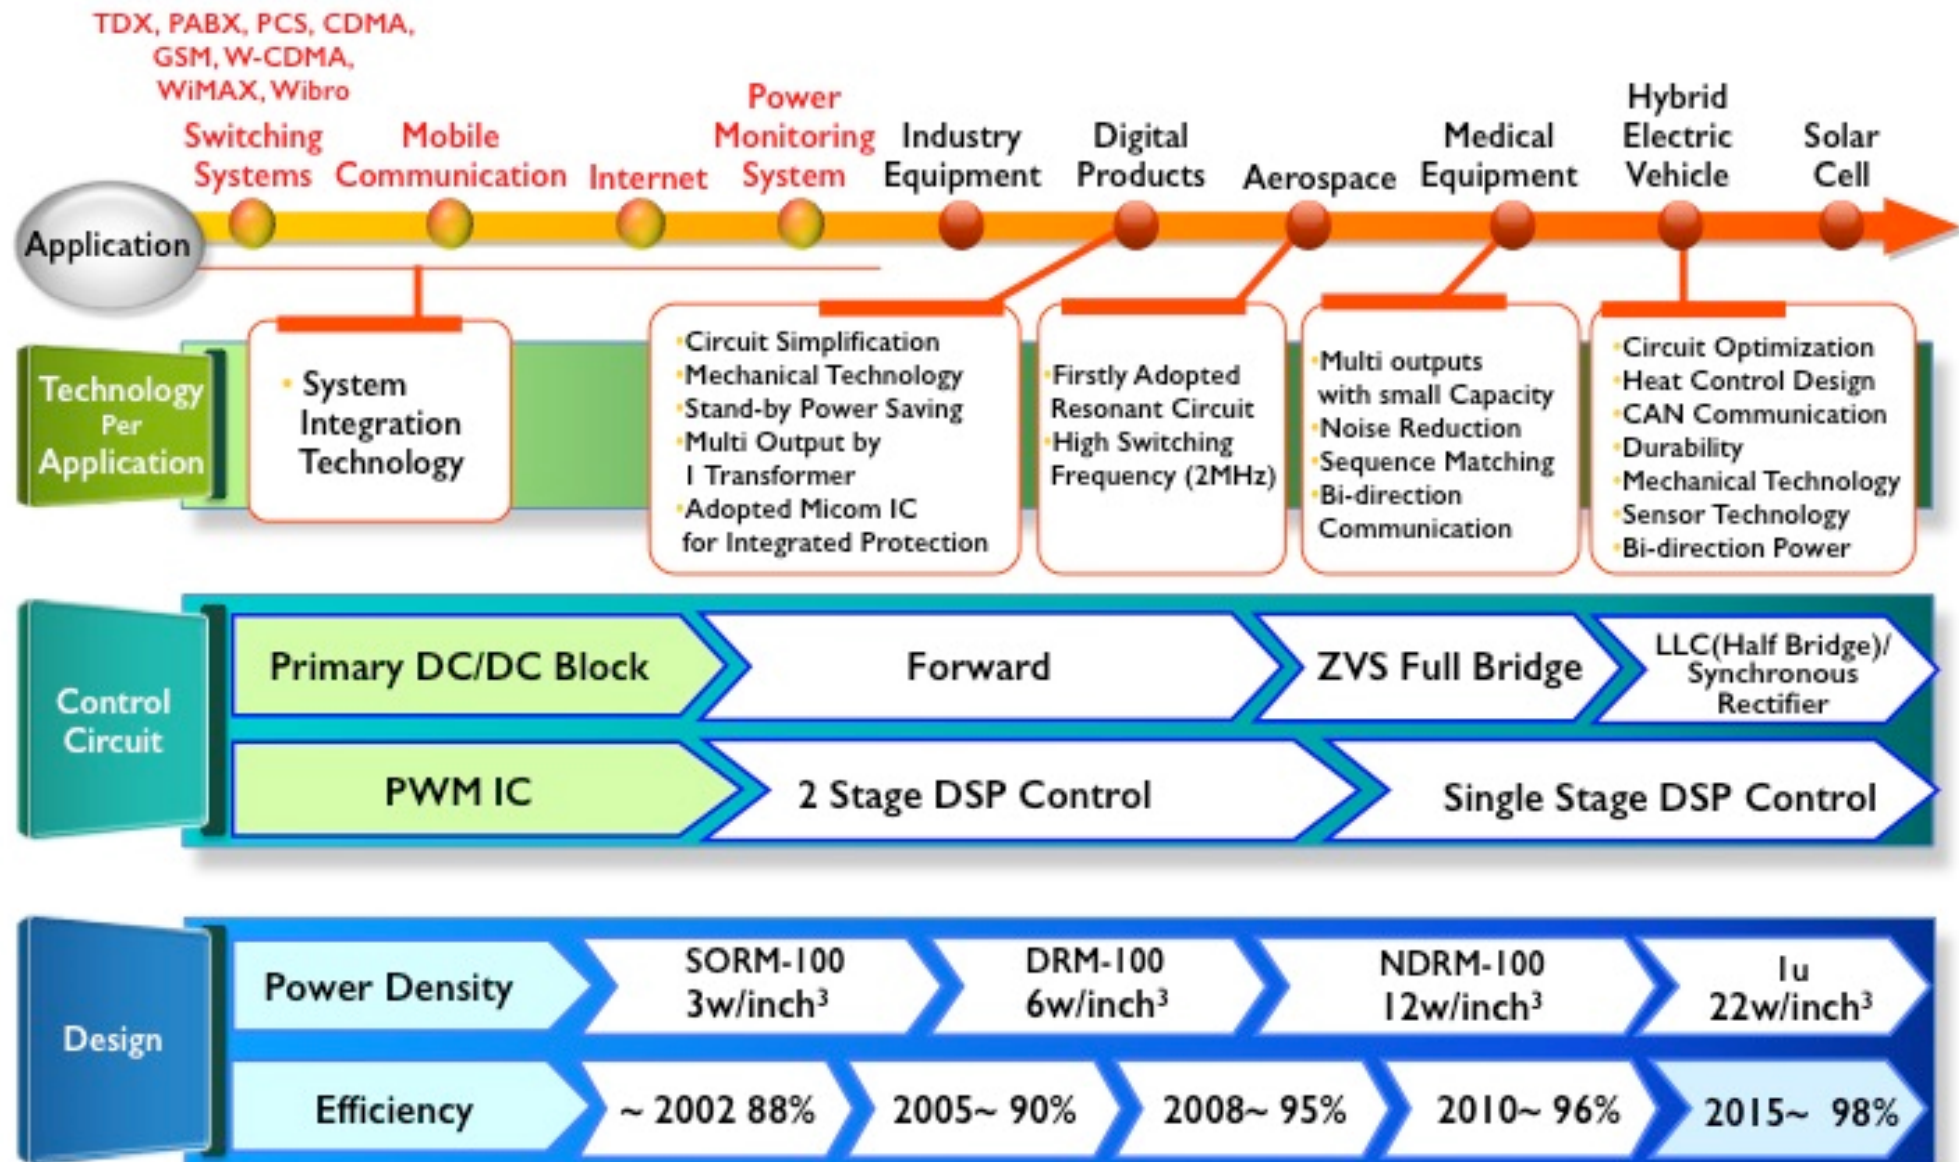 TDX, PABX, PCS, CDMA,
GSM, W-CDMA,
WiMAX, Wibro
Switching
Systems
Mobile
Communication
Internet
Power
Monitoring
System
Industry
Equipment
Digital
Products
Aerospace
Medical
Equipment
Hybrid
Electric
Vehicle
Solar
Cell
Application
Technology
Per
Application
• System
Integration
Technology
•Circuit Simplification
•Mechanical Technology
•Stand-by Power Saving
•Multi Output by
1 Transformer
•Adopted Micom IC
for Integrated Protection
•Firstly Adopted
Resonant Circuit
•High Switching
Frequency (2MHz)
•Multi outputs
with small Capacity
•Noise Reduction
•Sequence Matching
•Bi-direction
Communication
•Circuit Optimization
•Heat Control Design
•CAN Communication
•Durability
•Mechanical Technology
•Sensor Technology
•Bi-direction Power
Control
Circuit
Primary DC/DC Block
Forward
ZVS Full Bridge
LLC(Half Bridge)/
Synchronous
Rectifier
PWM IC
2 Stage DSP Control
Single Stage DSP Control
Design
Power Density
SORM-100
3w/inch³
DRM-100
6w/inch³
NDRM-100
12w/inch³
1u
22w/inch³
Efficiency
~ 2002 88%
2005~ 90%
2008~ 95%
2010~ 96%
2015~ 98%